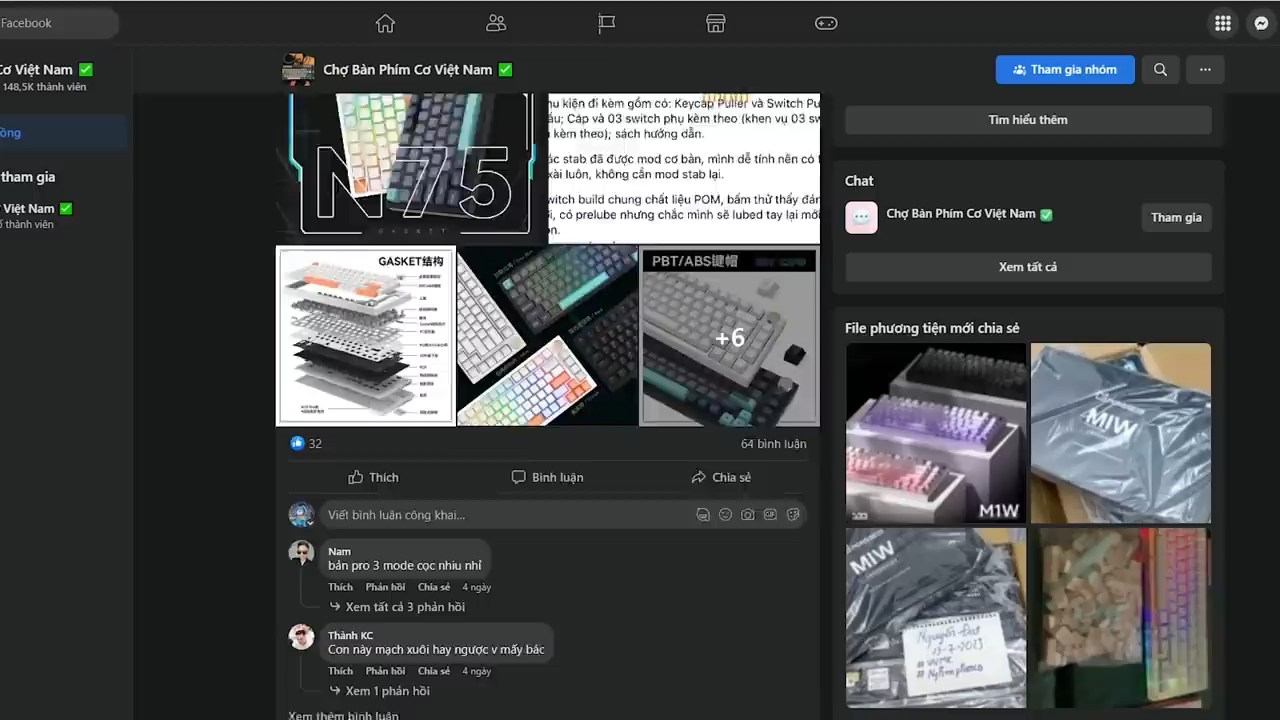 Facebook
Cơ Việt Nam
148,5K thành viên
ồng
tham gia
Việt Nam
ố thành viên
Chợ Bàn Phím Cơ Việt Nam
Tham gia nhóm
N75
GASKET
ụ kiện đi kèm gồm có: Keycap Puller và Switch Pu
ấu; Cáp và 03 switch phụ kèm theo (khen vụ 03 sw
kèm theo); sách hướng dẫn.
ác stab đã được mod cơ bản, mình dễ tính nên có t
xài luôn, không cần mod stab lại.
witch build chung chất liệu POM, bấm thử thấy đán
i, có prelube nhưng chắc mình sẽ lubed tay lại mới
n.
GASKET结构
PBT/ABS键帽
+6
32
64 bình luận
Thích
Bình luận
Chia sẻ
Viết bình luận công khai...
GIF
Nam
bản pro 3 mode cọc nhiu nhỉ
Thích Phản hồi Chia sẻ 4 ngày
Xem tất cả 3 phản hồi
Thành KC
Con này mạch xuôi hay ngược v mấy bác
Thích Phản hồi Chia sẻ 4 ngày
Xem 1 phản hồi
Xem thêm bình luận
Tìm hiểu thêm
Chat
Chợ Bàn Phím Cơ Việt Nam
Tham gia
Xem tất cả
File phương tiện mới chia sẻ
M1W
MIW
MIW
Nguyễn Đạt
13-7-2023